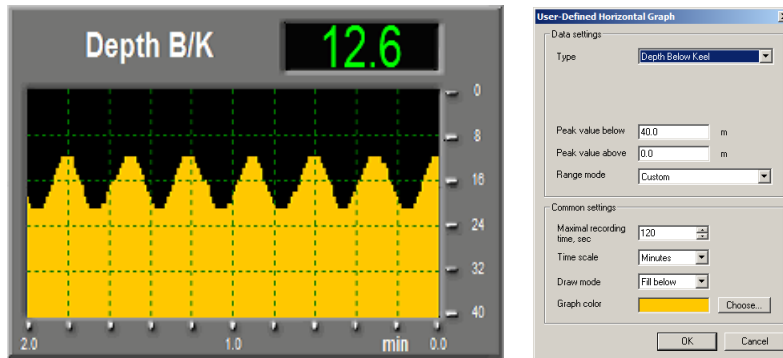 Depth B/K 12.6
0
8
16
24
32
40
2.0 1.0 min 0.0
User-Defined Horizontal Graph
Data settings
Type Depth Below Keel
Peak value below 40.0 m
Peak value above 0.0 m
Range mode Custom
Common settings
Maximal recording
time, sec 120
Time scale Minutes
Draw mode Fill below
Graph color Choose...
OK Cancel